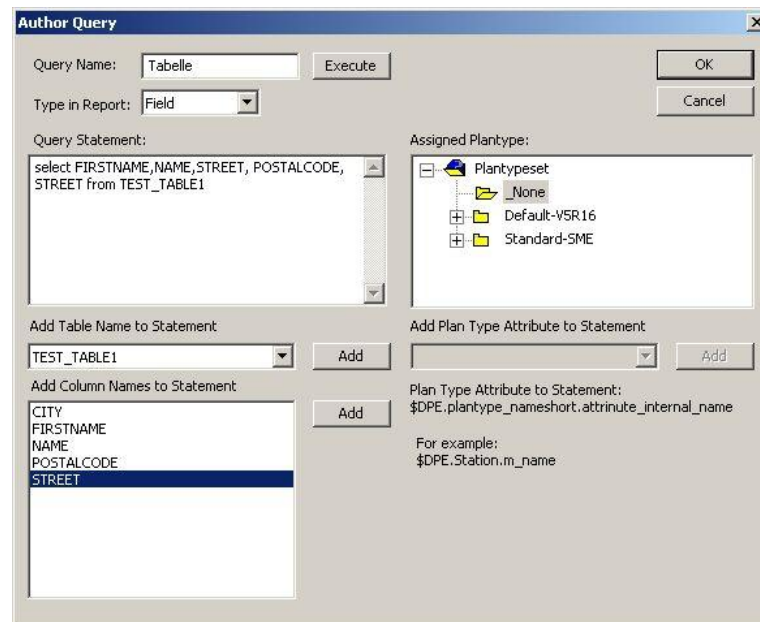 Author Query
Query Name: Tabelle Execute OK
Type in Report: Field Cancel
Query Statement: Assigned Plantype:
select FIRSTNAME,NAME,STREET, POSTALCODE,
STREET from TEST_TABLE1
Plantypeset
_None
Default-V5R16
Standard-SME
Add Table Name to Statement Add Plan Type Attribute to Statement
TEST_TABLE1 Add Add
Add Column Names to Statement
Add
CITY
FIRSTNAME
NAME
POSTALCODE
STREET
Plan Type Attribute to Statement:
$DPE.plantype_nameshort.attrinute_internal_name
For example:
$DPE.Station.m_name